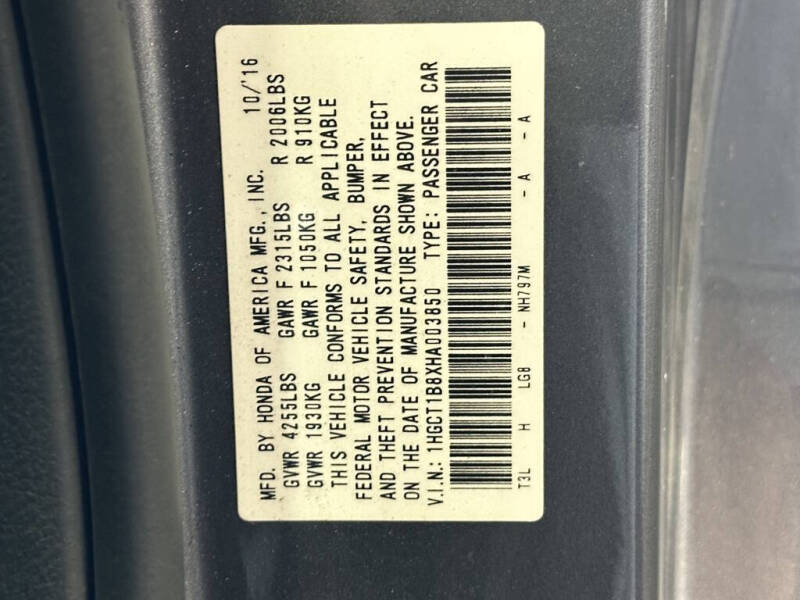 MFD. BY HONDA OF AMERICA MFG., INC. 10/'16
GVWR 4255LBS GAWR F 2315LBS R 2006LBS
GVWR 1930KG GAWR F 1050KG R 910KG
THIS VEHICLE CONFORMS TO ALL APPLICABLE
FEDERAL MOTOR VEHICLE SAFETY, BUMPER,
AND THEFT PREVENTION STANDARDS IN EFFECT
ON THE DATE OF MANUFACTURE SHOWN ABOVE.
V.I.N.: 1HGCT1B8XHA003850 TYPE: PASSENGER CAR
T3L H LG8 - NH797M - A - A